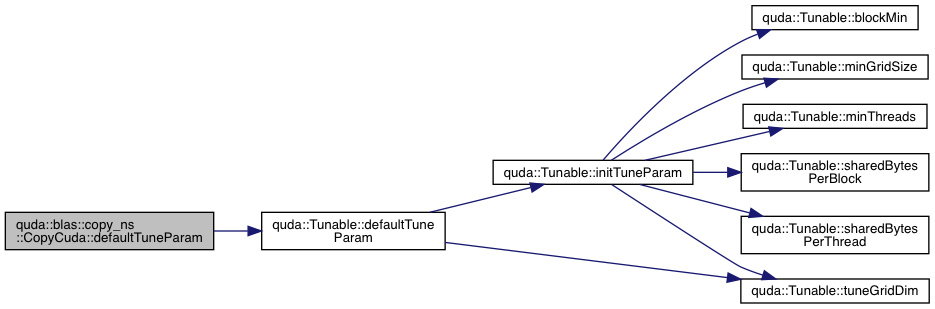 quda::blas::copy_ns
::CopyCuda::defaultTuneParam
quda::Tunable::defaultTune
Param
quda::Tunable::initTuneParam
quda::Tunable::blockMin
quda::Tunable::minGridSize
quda::Tunable::minThreads
quda::Tunable::sharedBytes
PerBlock
quda::Tunable::sharedBytes
PerThread
quda::Tunable::tuneGridDim